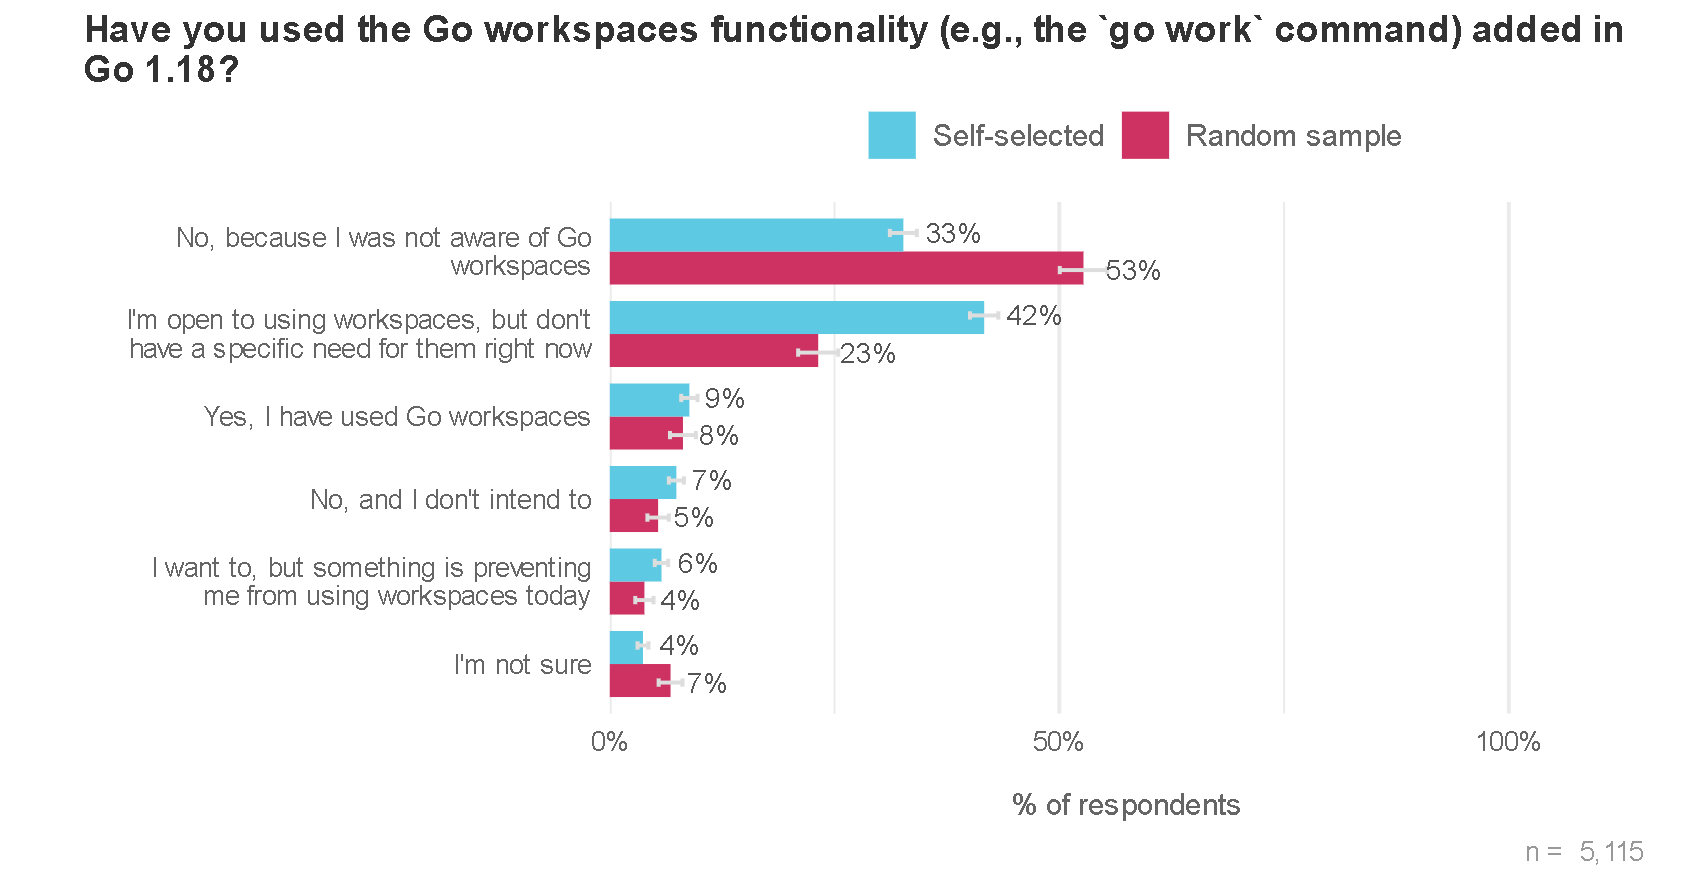 Have you used the Go workspaces functionality (e.g., the `go work` command) added in
Go 1.18?
Self-selected Random sample
No, because I was not aware of Go
workspaces
33%
53%
I'm open to using workspaces, but don't
have a specific need for them right now
42%
23%
Yes, I have used Go workspaces
9%
8%
No, and I don't intend to
7%
5%
I want to, but something is preventing
me from using workspaces today
6%
4%
I'm not sure
4%
7%
0% 50% 100%
% of respondents
n = 5,115